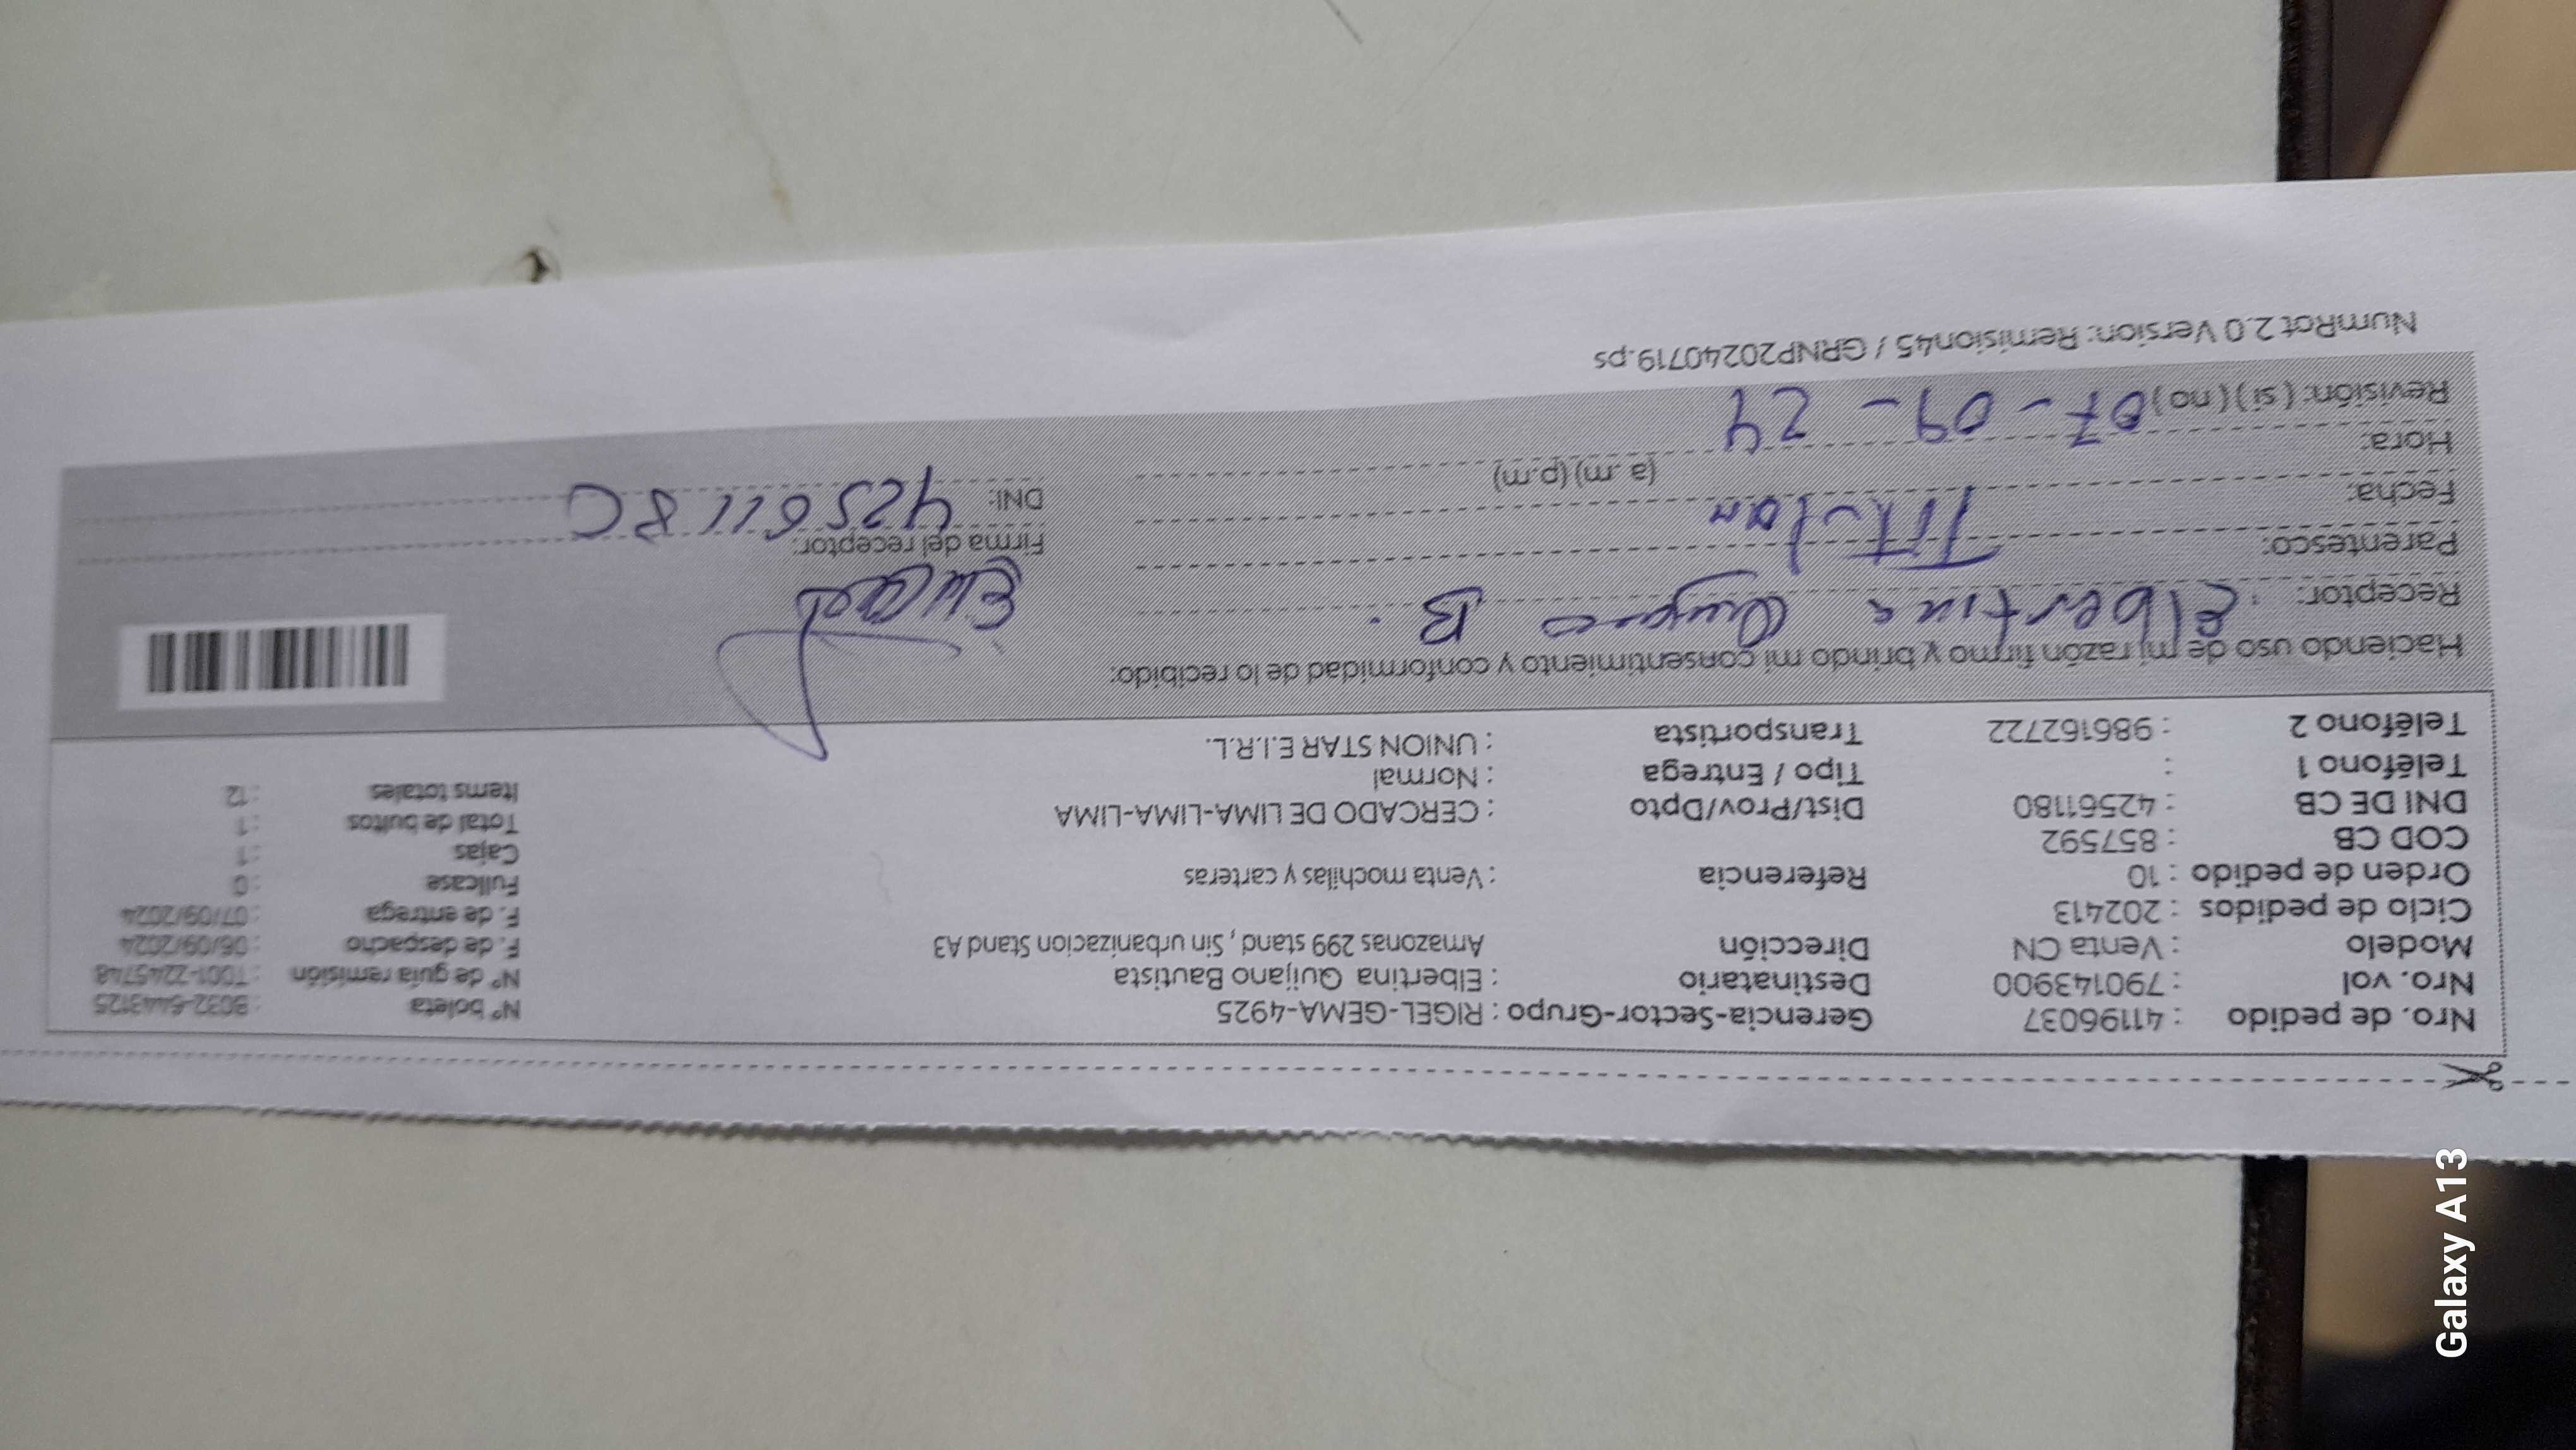 Nro. de pedido : 41196037 Gerencia-Sector-Grupo : RIGEL-GEMA-4925 N° boleta : B032-6443125
Nro. vol : 790143900 Destinatario : Elbertina Quijano Bautista N° de guía remisión : T001-2245748
Modelo : Venta CN Dirección Amazonas 299 stand , Sin urbanizacion Stand A3 F. de despacho : 06/09/2024
Ciclo de pedidos : 202413 F. de entrega : 07/09/2024
Orden de pedido : 10 Referencia : Venta mochilas y carteras Fullcase : 0
COD CB : 857592 Cajas : 1
DNI DE CB : 42561180 Dist/Prov/Dpto : CERCADO DE LIMA-LIMA-LIMA Total de bultos : 1
Teléfono 1 : Tipo / Entrega : Normal Items totales : 12
Teléfono 2 : 986162722 Transportista : UNION STAR E.I.R.L.
Haciendo uso de mi razón firmo y brindo mi consentimiento y conformidad de lo recibido:
Receptor: Elbertina Quijano B.
Parentesco: Titular Firma del receptor:
Fecha: DNI: 42561180
Hora: (a .m) (p.m)
Revisión: ( si ) ( no ) 07-09-24
NumRot 2.0 Version: Remision45 / GRNP20240719.ps
Galaxy A13